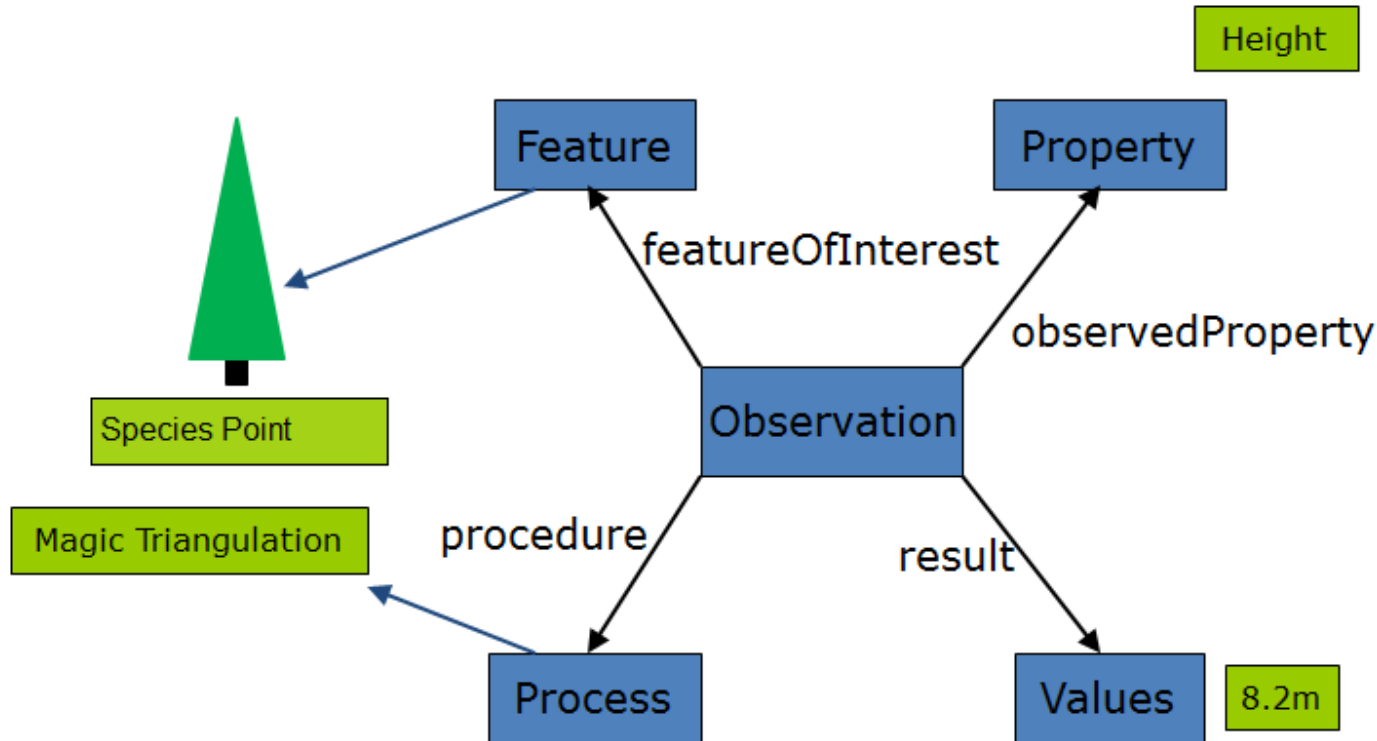 Height
Feature
Property
featureOfInterest
observedProperty
Observation
Species Point
Magic Triangulation
procedure
result
Process
Values
8.2m